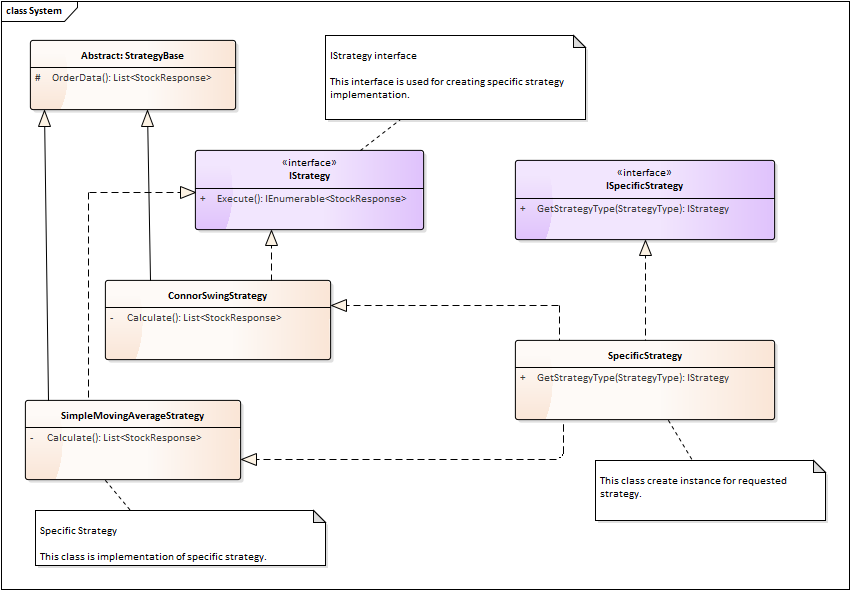 class System
Abstract: StrategyBase
# OrderData(): List<StockResponse>
IStrategy interface
This interface is used for creating specific strategy
implementation.
«interface»
IStrategy
+ Execute(): IEnumerable<StockResponse>
«interface»
ISpecificStrategy
+ GetStrategyType(StrategyType): IStrategy
ConnorSwingStrategy
- Calculate(): List<StockResponse>
SpecificStrategy
+ GetStrategyType(StrategyType): IStrategy
SimpleMovingAverageStrategy
- Calculate(): List<StockResponse>
This class create instance for requested
strategy.
Specific Strategy
This class is implementation of specific strategy.